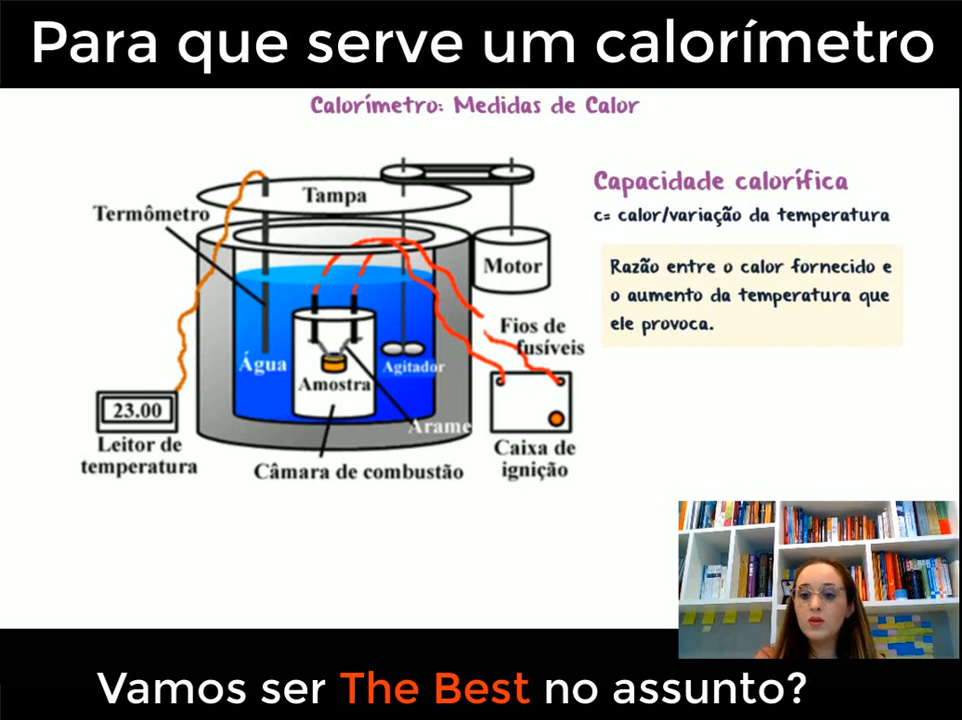 Para que serve um calorímetro
Calorímetro: Medidas de Calor
Tampa
Termômetro
Motor
Água
Amostra
Agitador
Arame
Fios de
fusíveis
23.00
Leitor de
temperatura
Câmara de combustão
Caixa de
ignição
Capacidade calorífica
c= calor/variação da temperatura
Razão entre o calor fornecido e
o aumento da temperatura que
ele provoca.
Vamos ser The Best no assunto?